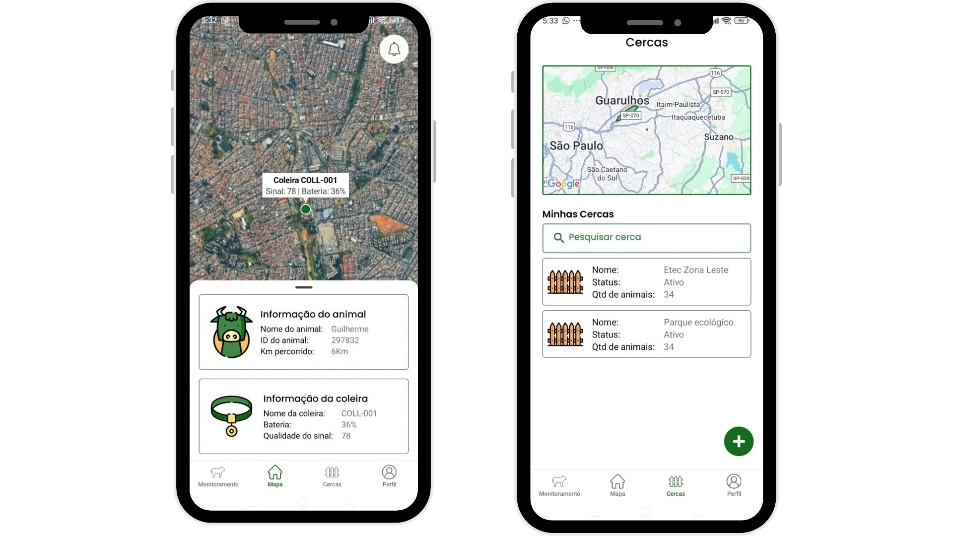 5:32
Coleira COLL-001
Sinal: 78 | Bateria: 36%
Informação do animal
Nome do animal: Guilherme
ID do animal: 297832
Km percorrido: 6Km
Informação da coleira
Nome da coleira: COLL-001
Bateria: 36%
Qualidade do sinal: 78
Monitoramento Mapa Cercas Perfil
5:33
Cercas
116
SP-070
Guarulhos
Itaim Paulista
SP-070
Itaquaquecetuba
116
Suzano
São Paulo
São Caetano
do Sul
Google
Minhas Cercas
Pesquisar cerca
Nome: Etec Zona Leste
Status: Ativo
Qtd de animais: 34
Nome: Parque ecológico
Status: Ativo
Qtd de animais: 34
Monitoramento Mapa Cercas Perfil